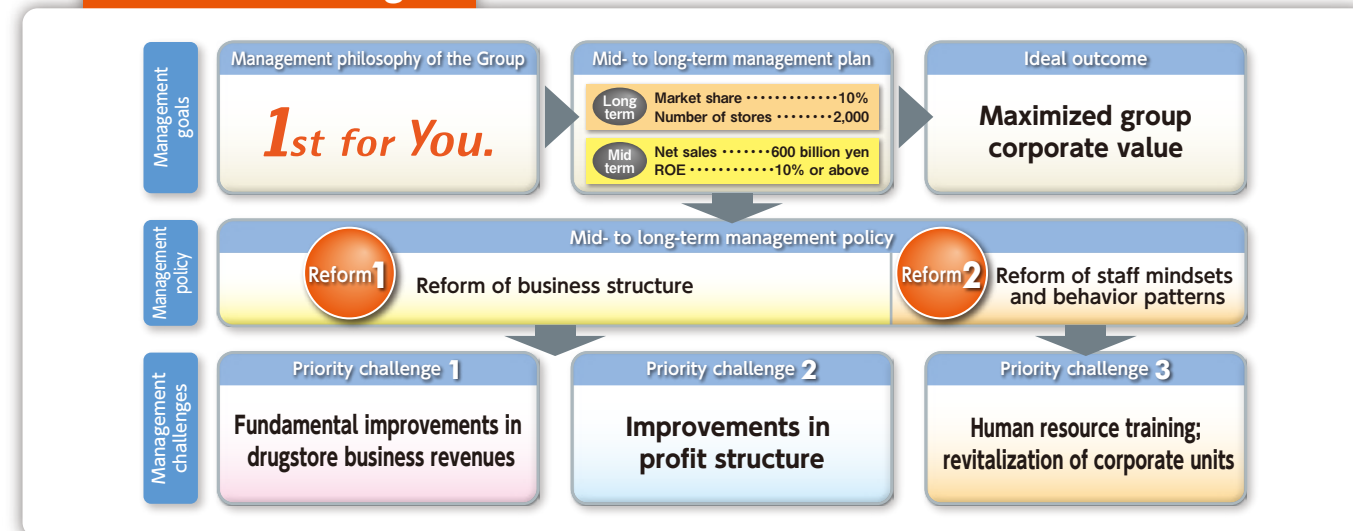 Management
goals
Management philosophy of the Group
1st for You.
Mid- to long-term management plan
Long
term
Market share ·············10%
Number of stores ········2,000
Mid
term
Net sales ·······600 billion yen
ROE ············10% or above
Ideal outcome
Maximized group
corporate value
Management
policy
Mid- to long-term management policy
Reform1
Reform of business structure
Reform2
Reform of staff mindsets
and behavior patterns
Management
challenges
Priority challenge 1
Fundamental improvements in
drugstore business revenues
Priority challenge 2
Improvements in
profit structure
Priority challenge 3
Human resource training;
revitalization of corporate units